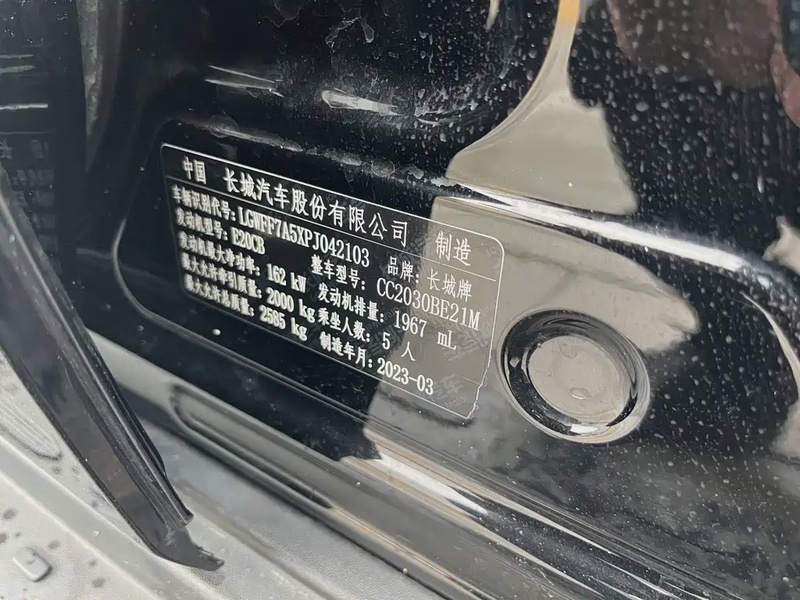 中国 长城汽车股份有限公司 制造
车辆识别代号:LGWFF7A5XPJ042103 品牌:长城牌
发动机型号:E20CB 整车型号:CC2030BE21M
发动机最大净功率:162 kW 发动机排量:1967 mL
最大允许牵引质量:2000 kg 乘坐人数:5 人
最大允许总质量:2585 kg 制造年月:2023-03